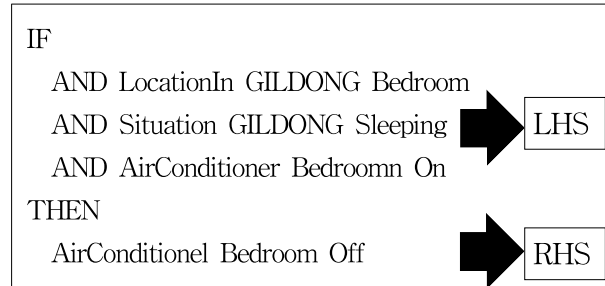 IF
AND LocationIn GILDONG Bedroom
AND Situation GILDONG Sleeping
AND AirConditioner Bedroomn On
LHS
THEN
AirConditionel Bedroom Off
RHS